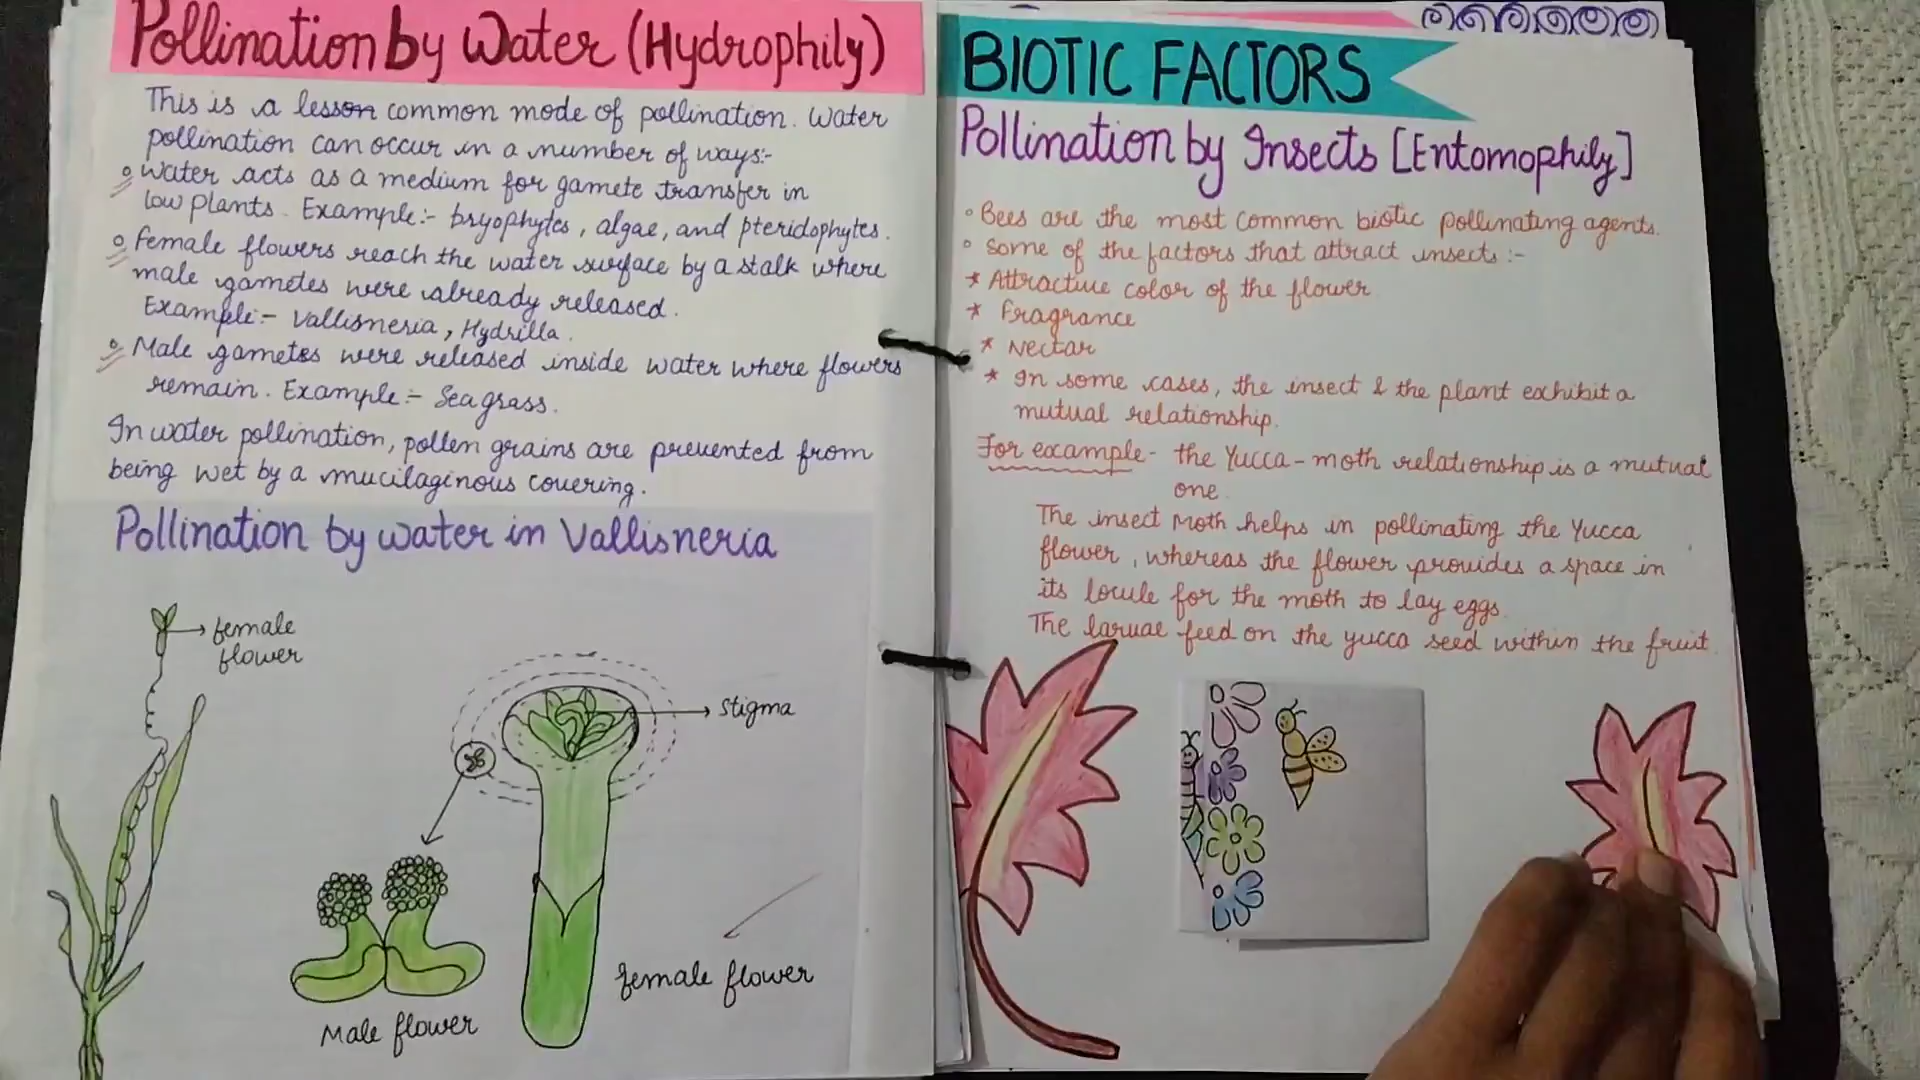 Pollination by Water (Hydrophily)
This is a less common mode of pollination. Water
pollination can occur in a number of ways:-
Water acts as a medium for gamete transfer in
low plants. Example:- bryophytes, algae, and pteridophytes.
Female flowers reach the water surface by a stalk where
male gametes were already released.
Example:- Vallisneria, Hydrilla.
Male gametes were released inside water where flowers
remain. Example:- Sea grass.
In water pollination, pollen grains are prevented from
being wet by a mucilaginous covering.
Pollination by water in Vallisneria
female
flower
Stigma
female flower
Male flower
BIOTIC FACTORS
Pollination by Insects [Entomophily]
Bees are the most common biotic pollinating agents.
Some of the factors that attract insects:-
* Attractive color of the flower
* Fragrance
* Nectar
* In some cases, the insect & the plant exhibit a
mutual relationship.
For example- the Yucca-moth relationship is a mutual
one.
The insect Moth helps in pollinating the Yucca
flower, whereas the flower provides a space in
its locule for the moth to lay eggs.
The larvae feed on the yucca seed within the fruit.